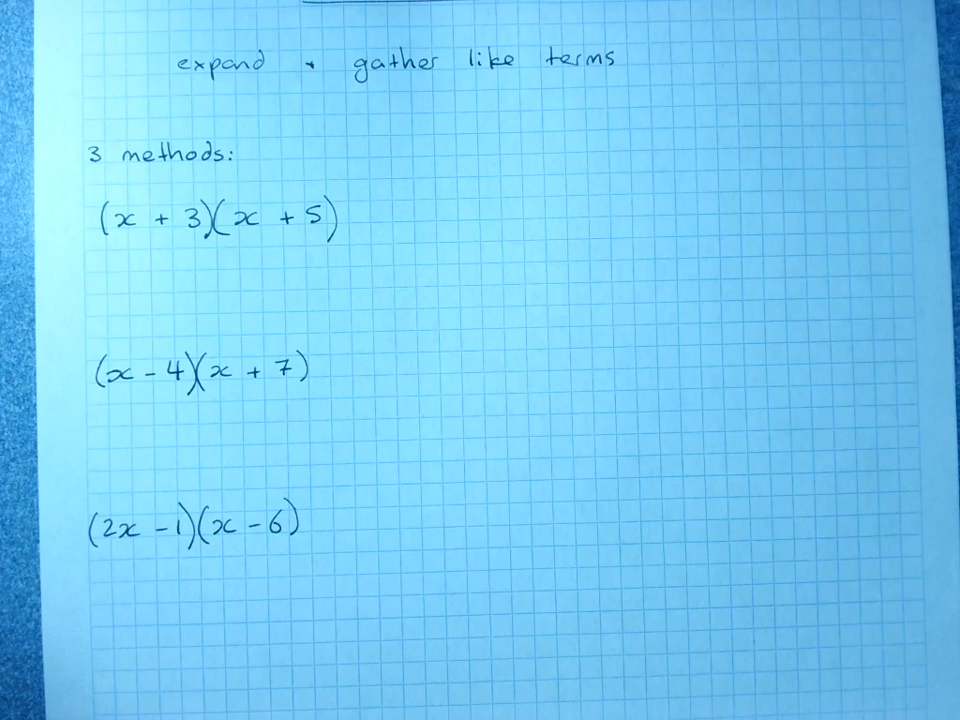 expand + gather like terms
3 methods:
(x + 3)(x + 5)
(x - 4)(x + 7)
(2x - 1)(x - 6)